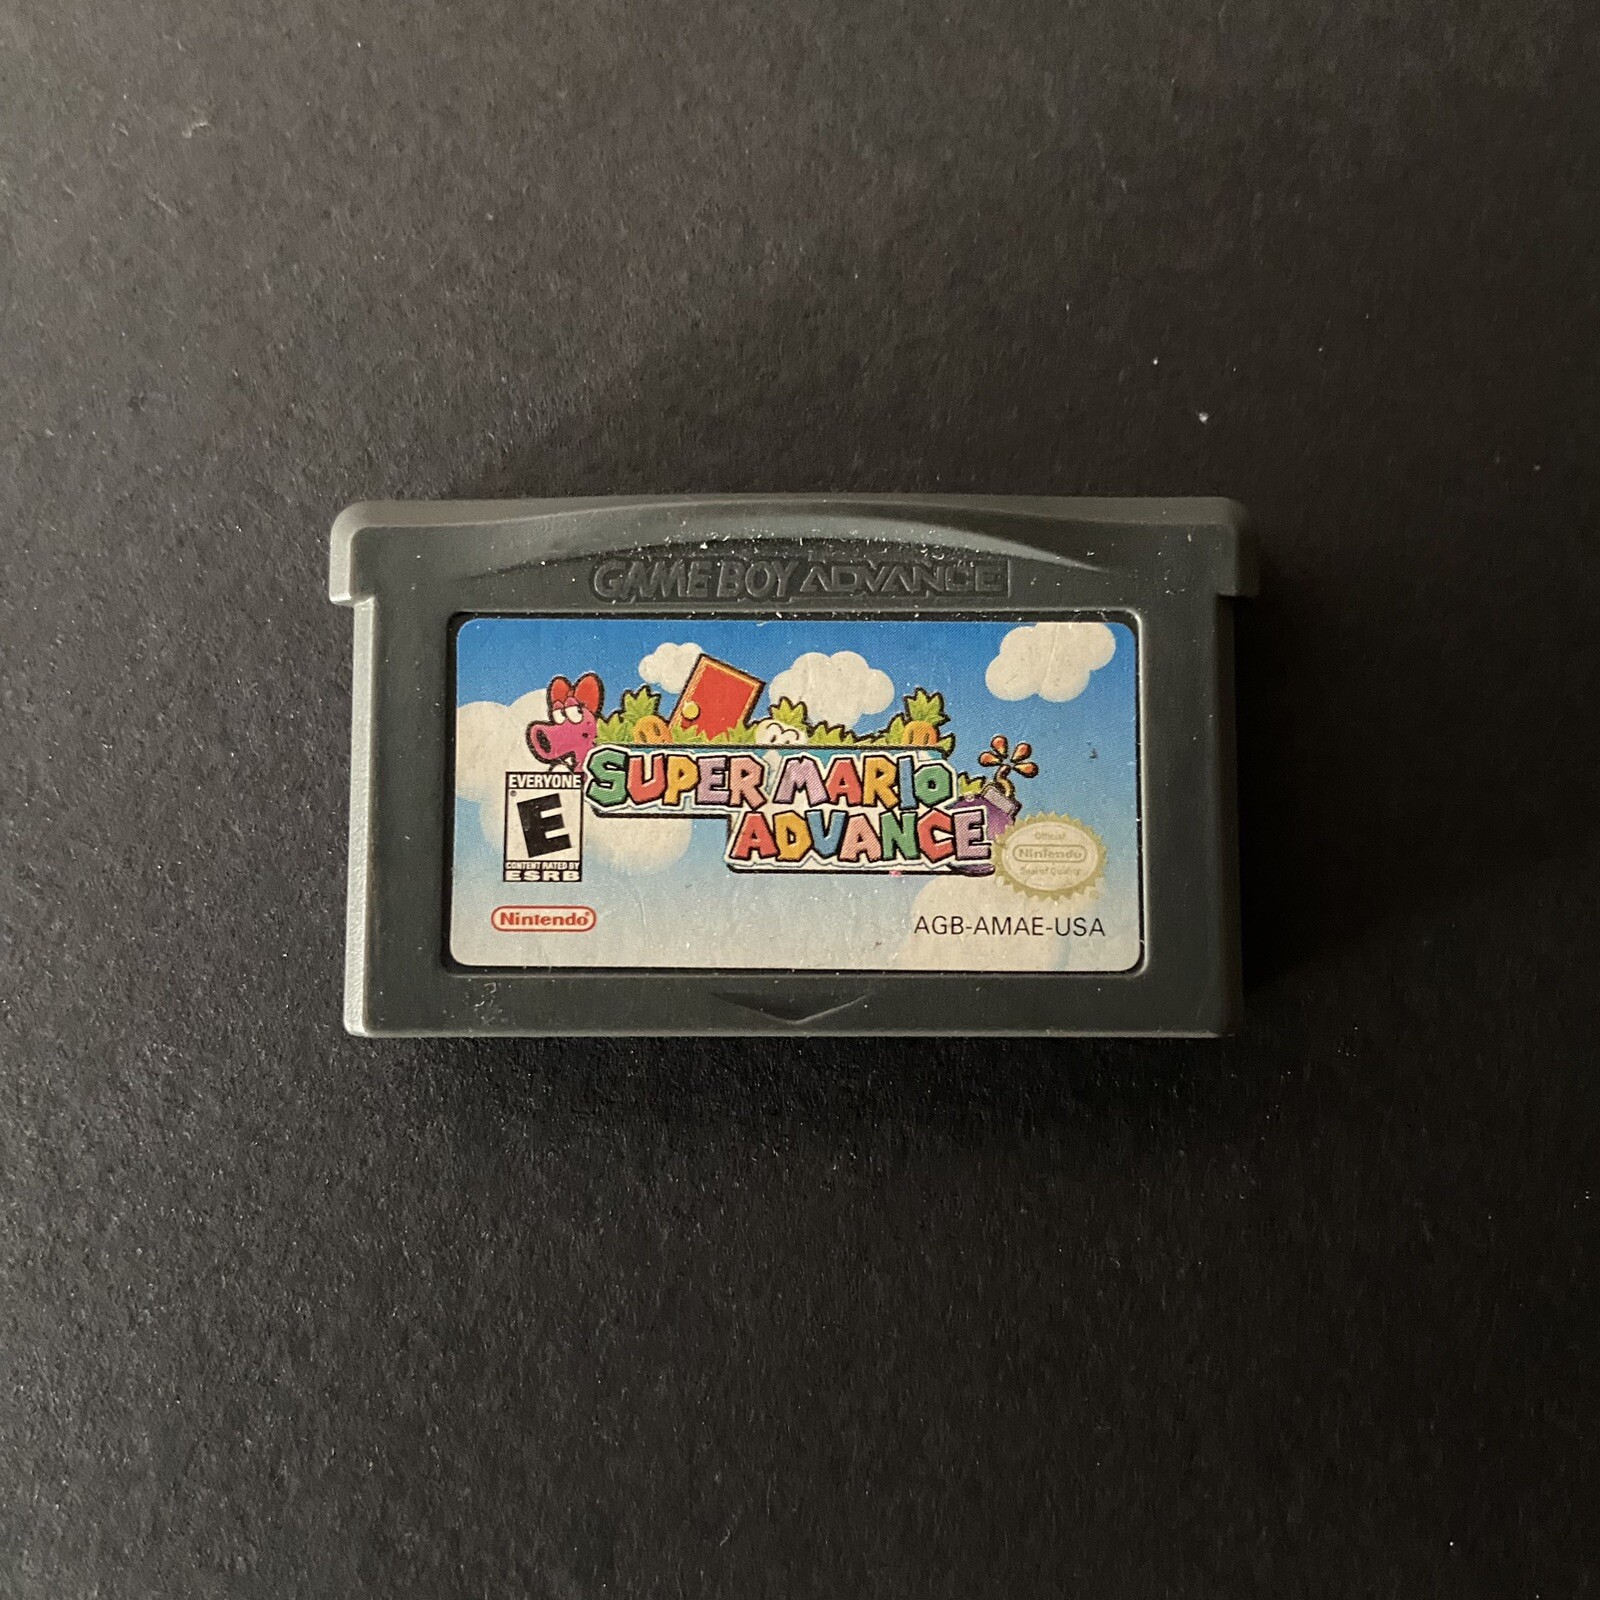 GAME BOY ADVANCE
SUPER MARIO
ADVANCE
EVERYONE
E
CONTENT RATED BY
ESRB
Official
Nintendo
Seal of Quality
Nintendo
AGB-AMAE-USA